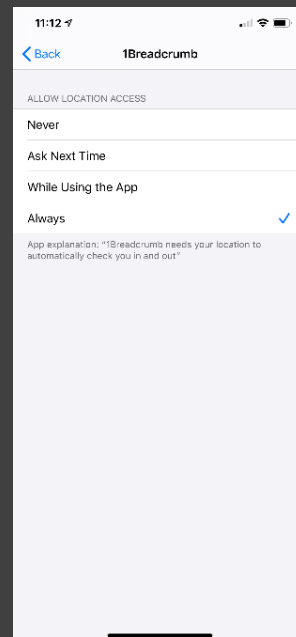 11:12
Back
1Breadcrumb
ALLOW LOCATION ACCESS
Never
Ask Next Time
While Using the App
Always
App explanation: "1Breadcrumb needs your location to
automatically check you in and out"